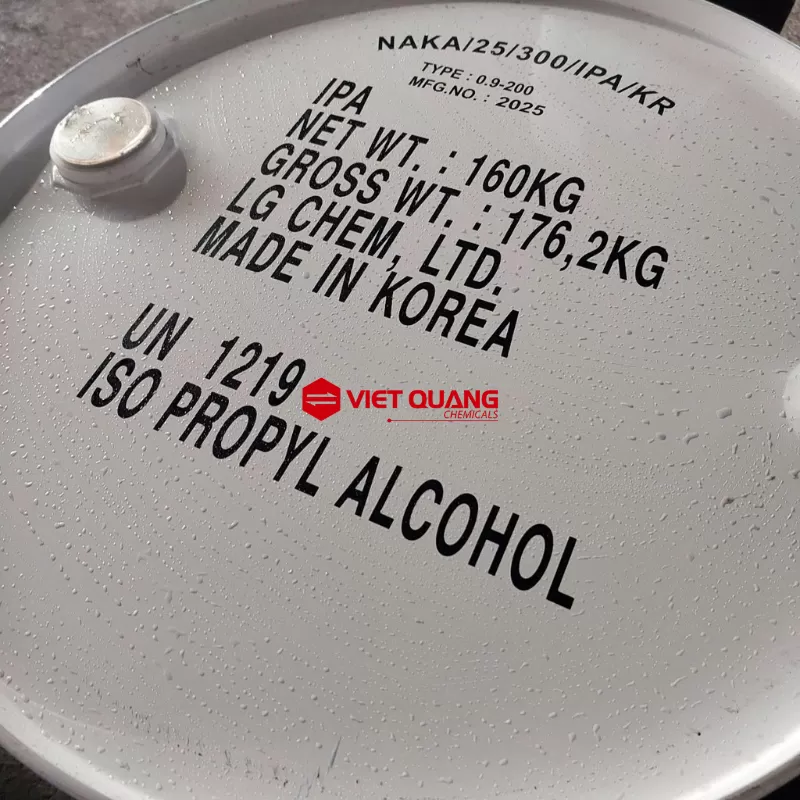 NAKA/25/300/IPA/KR
TYPE : 0.9-200
MFG.NO. : 2025
IPA
NET WT. : 160KG
GROSS WT. : 176,2KG
LG CHEM, LTD.
MADE IN KOREA
UN 1219
VIET QUANG
CHEMICALS
ISO PROPYL ALCOHOL